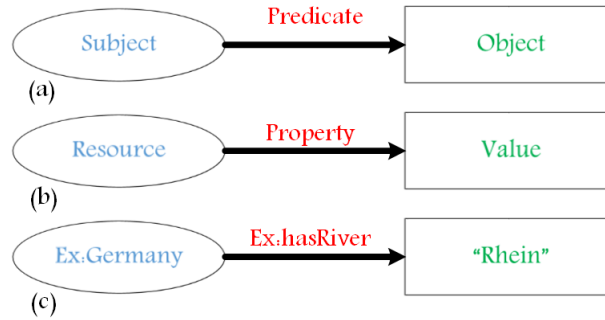 Subject Predicate Object
(a)
Resource Property Value
(b)
Ex:Germany Ex:hasRiver “Rhein”
(c)